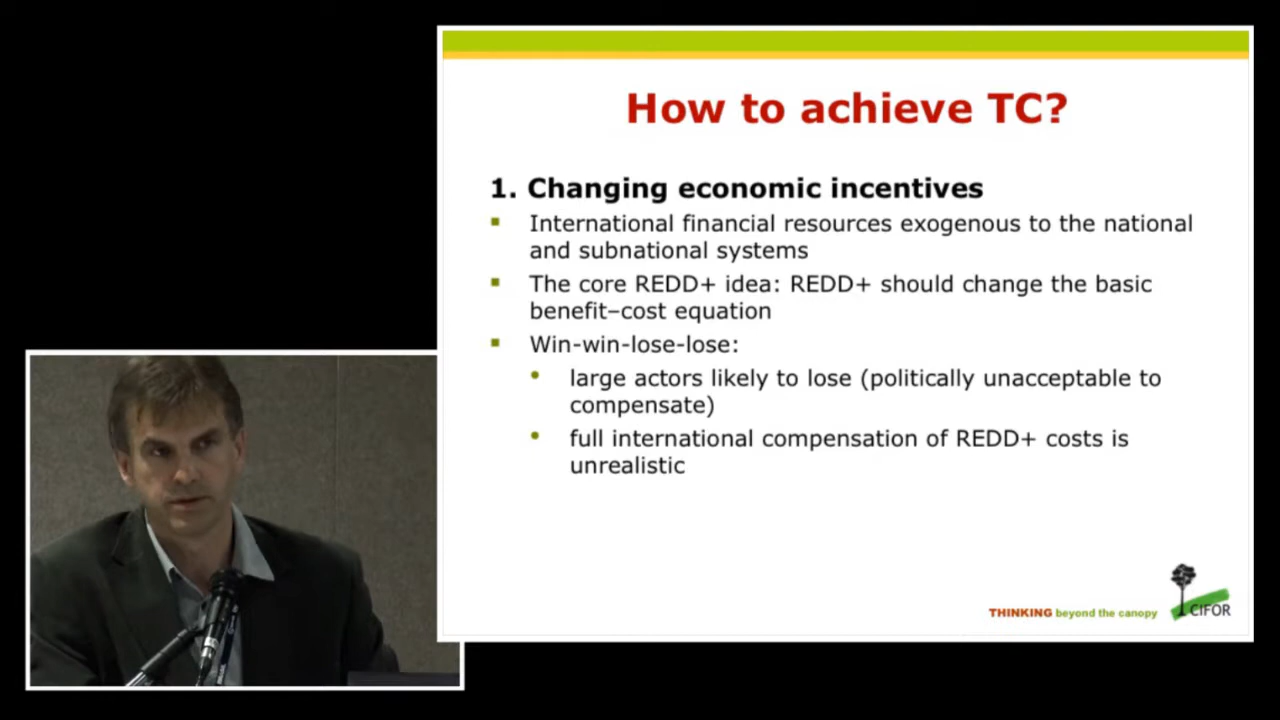 How to achieve TC?
1. Changing economic incentives
International financial resources exogenous to the national
and subnational systems
The core REDD+ idea: REDD+ should change the basic
benefit–cost equation
Win-win-lose-lose:
large actors likely to lose (politically unacceptable to
compensate)
full international compensation of REDD+ costs is
unrealistic
THINKING beyond the canopy
CIFOR